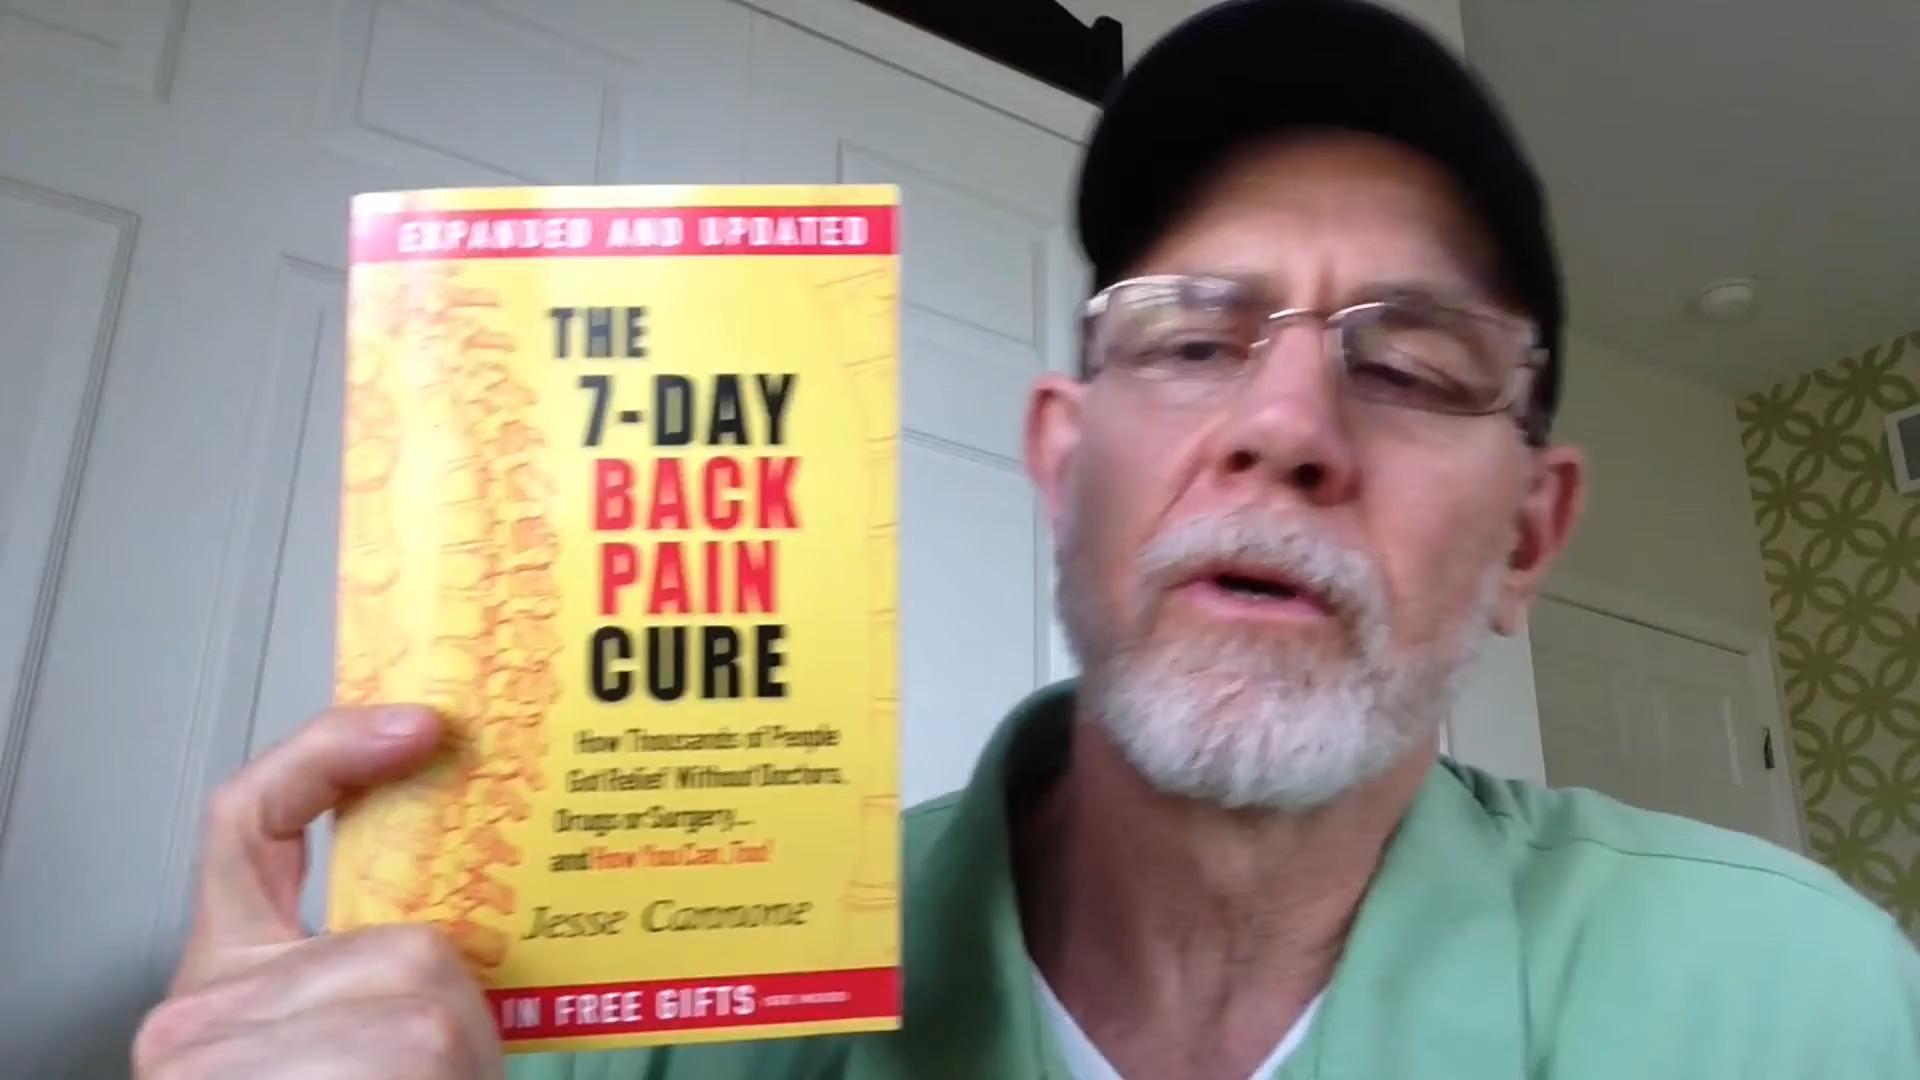 EXPANDED AND UPDATED
THE
7-DAY
BACK
PAIN
CURE
How Thousands of People
Got Relief Without Doctors,
Drugs or Surgery...
and How You Can, Too!
Jesse Cannone
IN FREE GIFTS